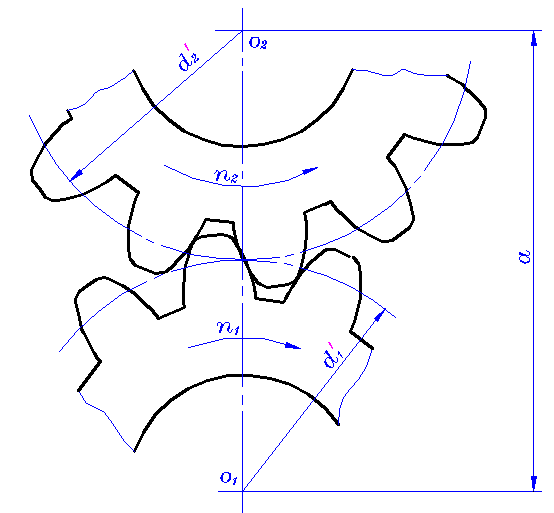 O₂
d₂′
n₂
a
n₁
d₁′
O₁